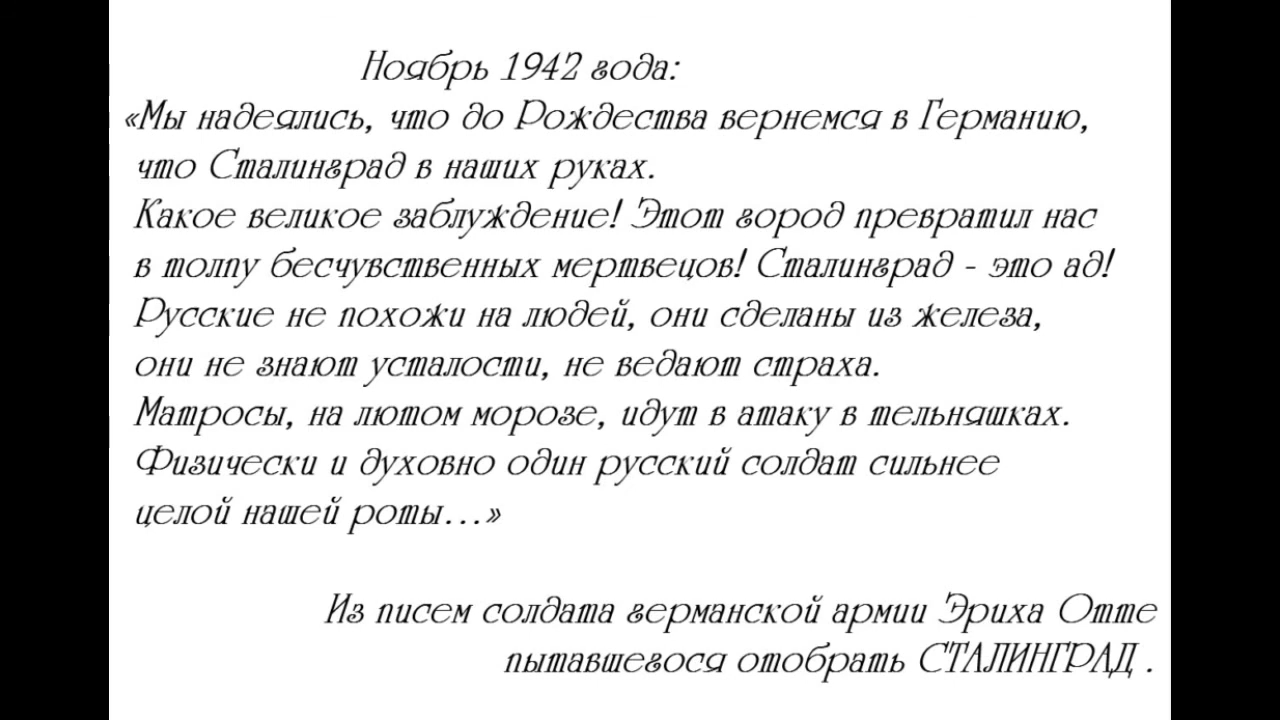 Ноябрь 1942 года:
«Мы надеялись, что до Рождества вернемся в Германию,
что Сталинград в наших руках.
Какое великое заблуждение! Этот город превратил нас
в толпу бесчувственных мертвецов! Сталинград - это ад!
Русские не похожи на людей, они сделаны из железа,
они не знают усталости, не ведают страха.
Матросы, на лютом морозе, идут в атаку в тельняшках.
Физически и духовно один русский солдат сильнее
целой нашей роты...»
Из писем солдата германской армии Эриха Отте
пытавшегося отобрать СТАЛИНГРАД .